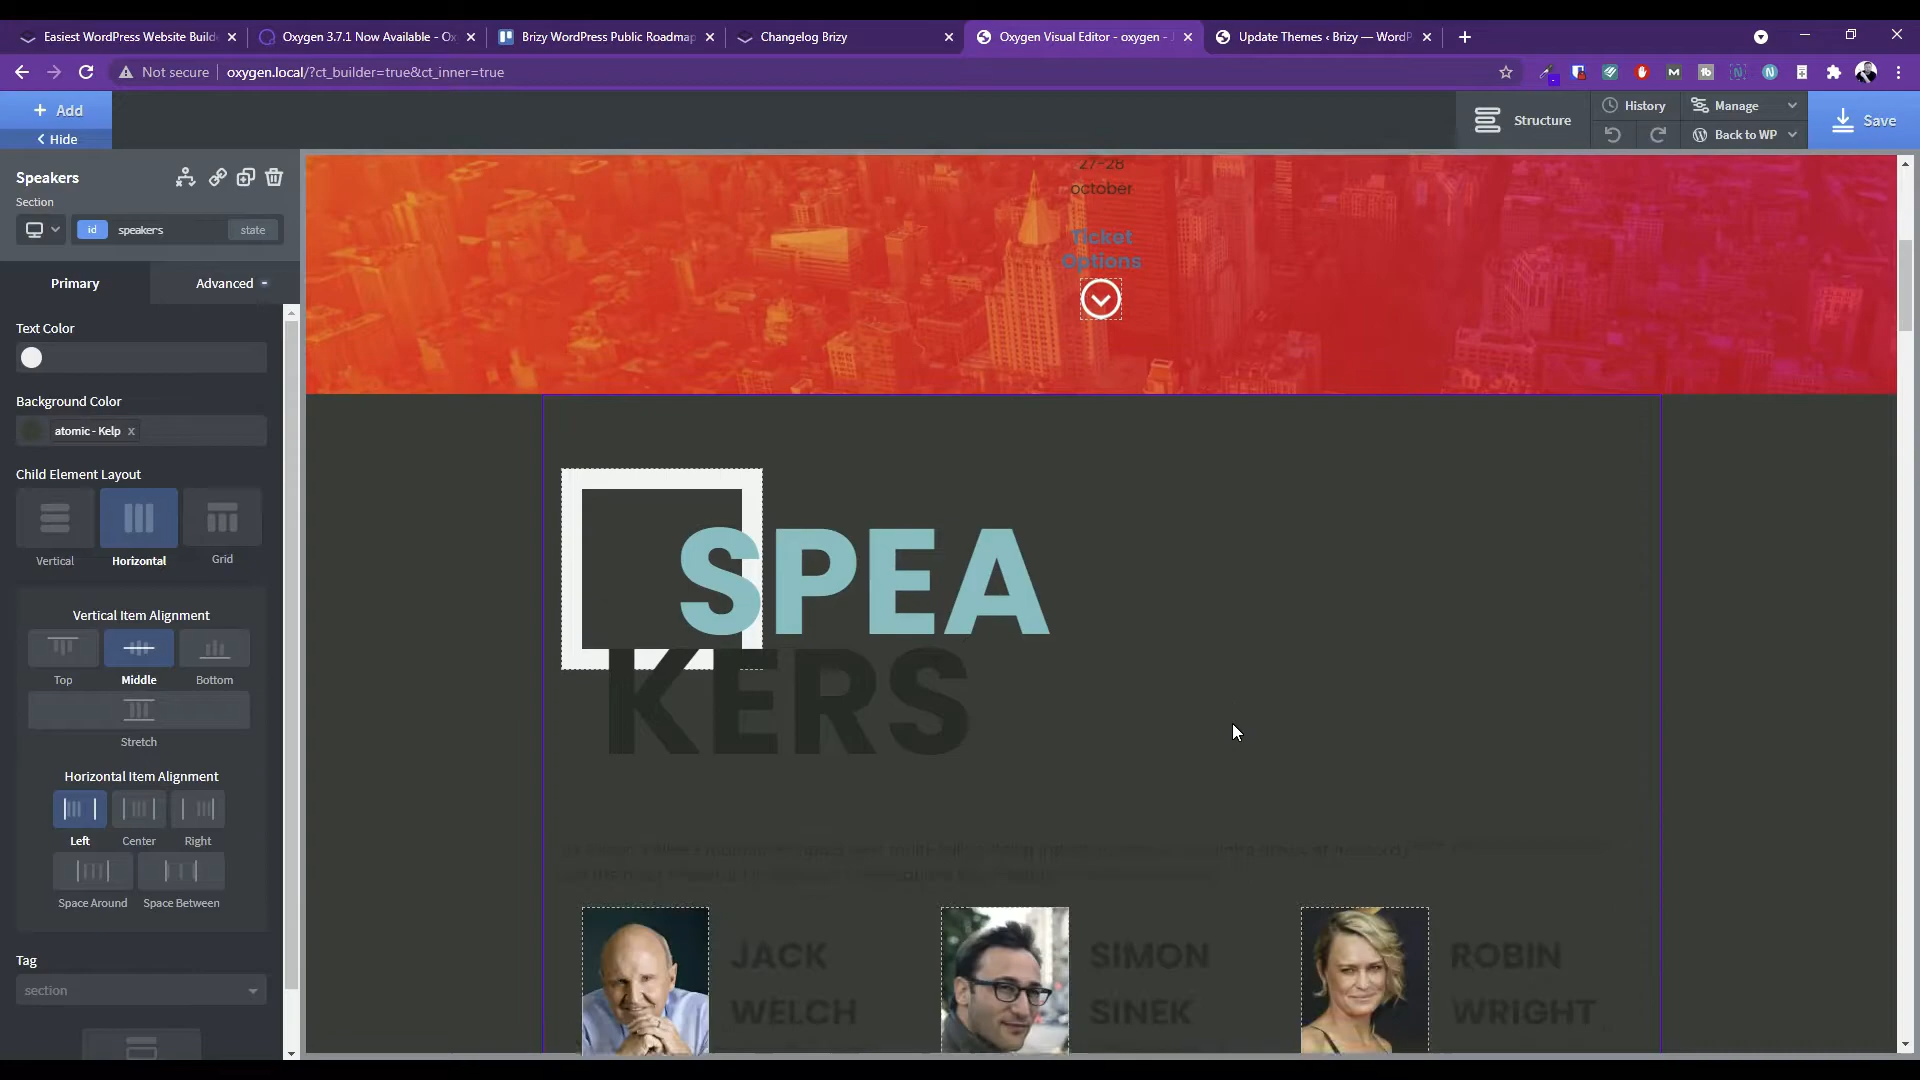 Easiest WordPress Website Builde
Oxygen 3.7.1 Now Available - Ox
Brizy WordPress Public Roadmap
Changelog Brizy
Oxygen Visual Editor - oxygen -
Update Themes ‹ Brizy — WordP
Not secure
oxygen.local/?ct_builder=true&ct_inner=true
+ Add
Hide
Structure
History
Manage
Back to WP
Save
Speakers
Section
id
speakers
state
Primary
Advanced
Text Color
Background Color
atomic - Kelp x
Child Element Layout
Vertical
Horizontal
Grid
Vertical Item Alignment
Top
Middle
Bottom
Stretch
Horizontal Item Alignment
Left
Center
Right
Space Around
Space Between
Tag
section
27-28
october
Ticket
Options
SPEA
KERS
JACK
WELCH
SIMON
SINEK
ROBIN
WRIGHT